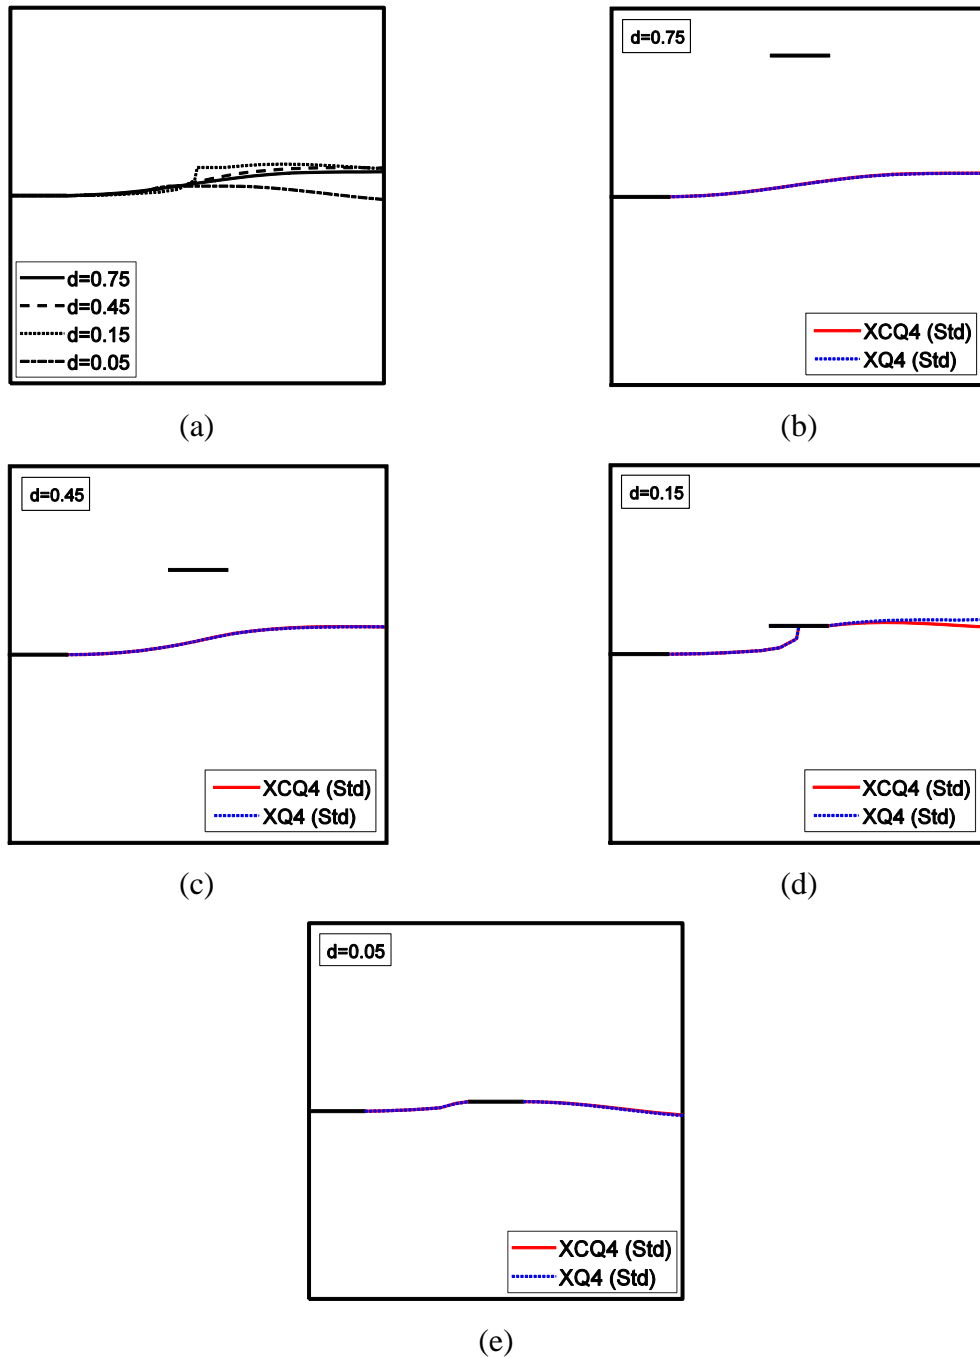 d=0.75
d=0.45
d=0.15
d=0.05
(a)
d=0.75
XCQ4 (Std)
XQ4 (Std)
(b)
d=0.45
XCQ4 (Std)
XQ4 (Std)
(c)
d=0.15
XCQ4 (Std)
XQ4 (Std)
(d)
d=0.05
XCQ4 (Std)
XQ4 (Std)
(e)